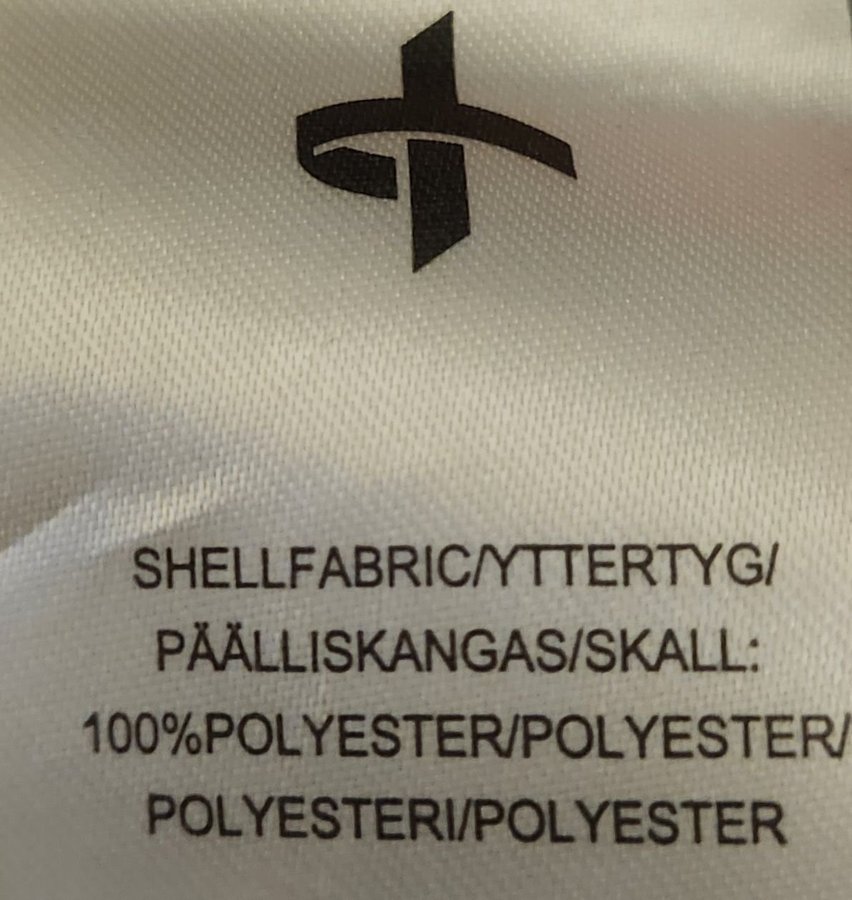 SHELLFABRIC/YTTERTYG/
PÄÄLLISKANGAS/SKALL:
100%POLYESTER/POLYESTER/
POLYESTERI/POLYESTER